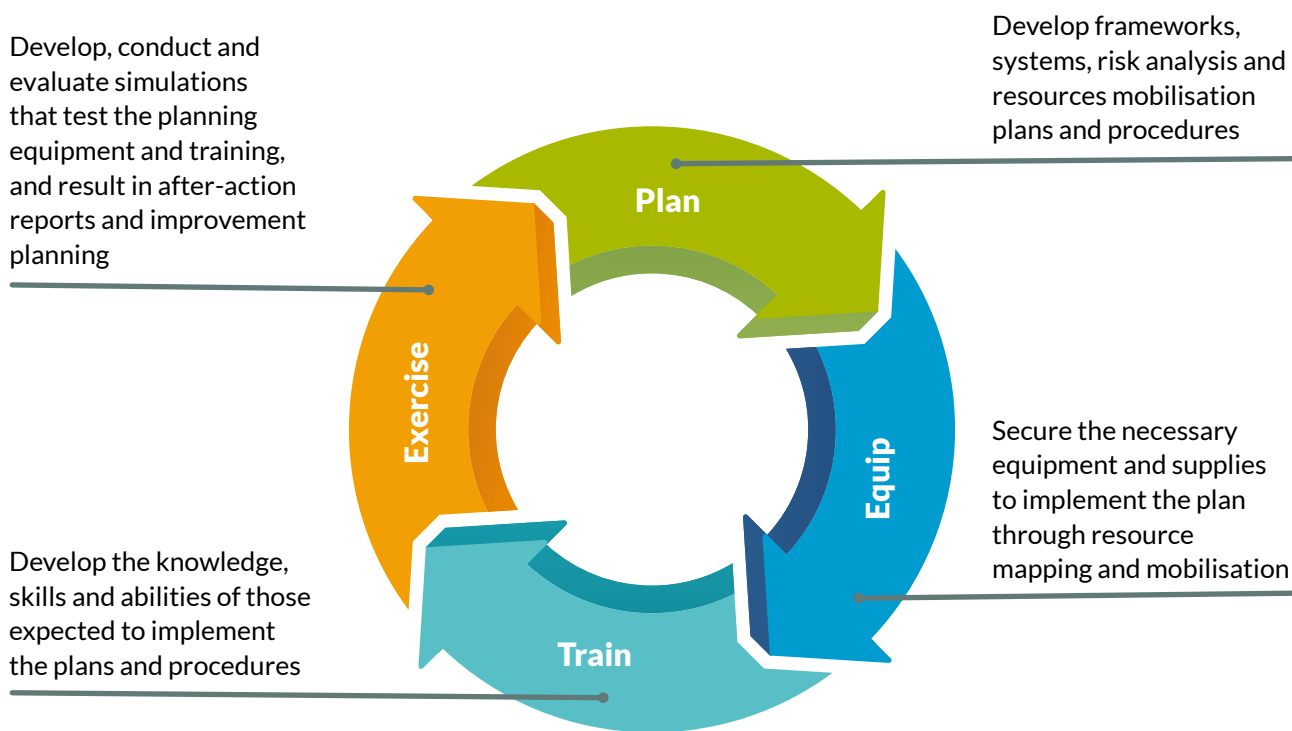 Develop frameworks,
systems, risk analysis and
resources mobilisation
plans and procedures
Plan
Secure the necessary
equipment and supplies
to implement the plan
through resource
mapping and mobilisation
Equip
Develop the knowledge,
skills and abilities of those
expected to implement
the plans and procedures
Train
Develop, conduct and
evaluate simulations
that test the planning
equipment and training,
and result in after-action
reports and improvement
planning
Exercise